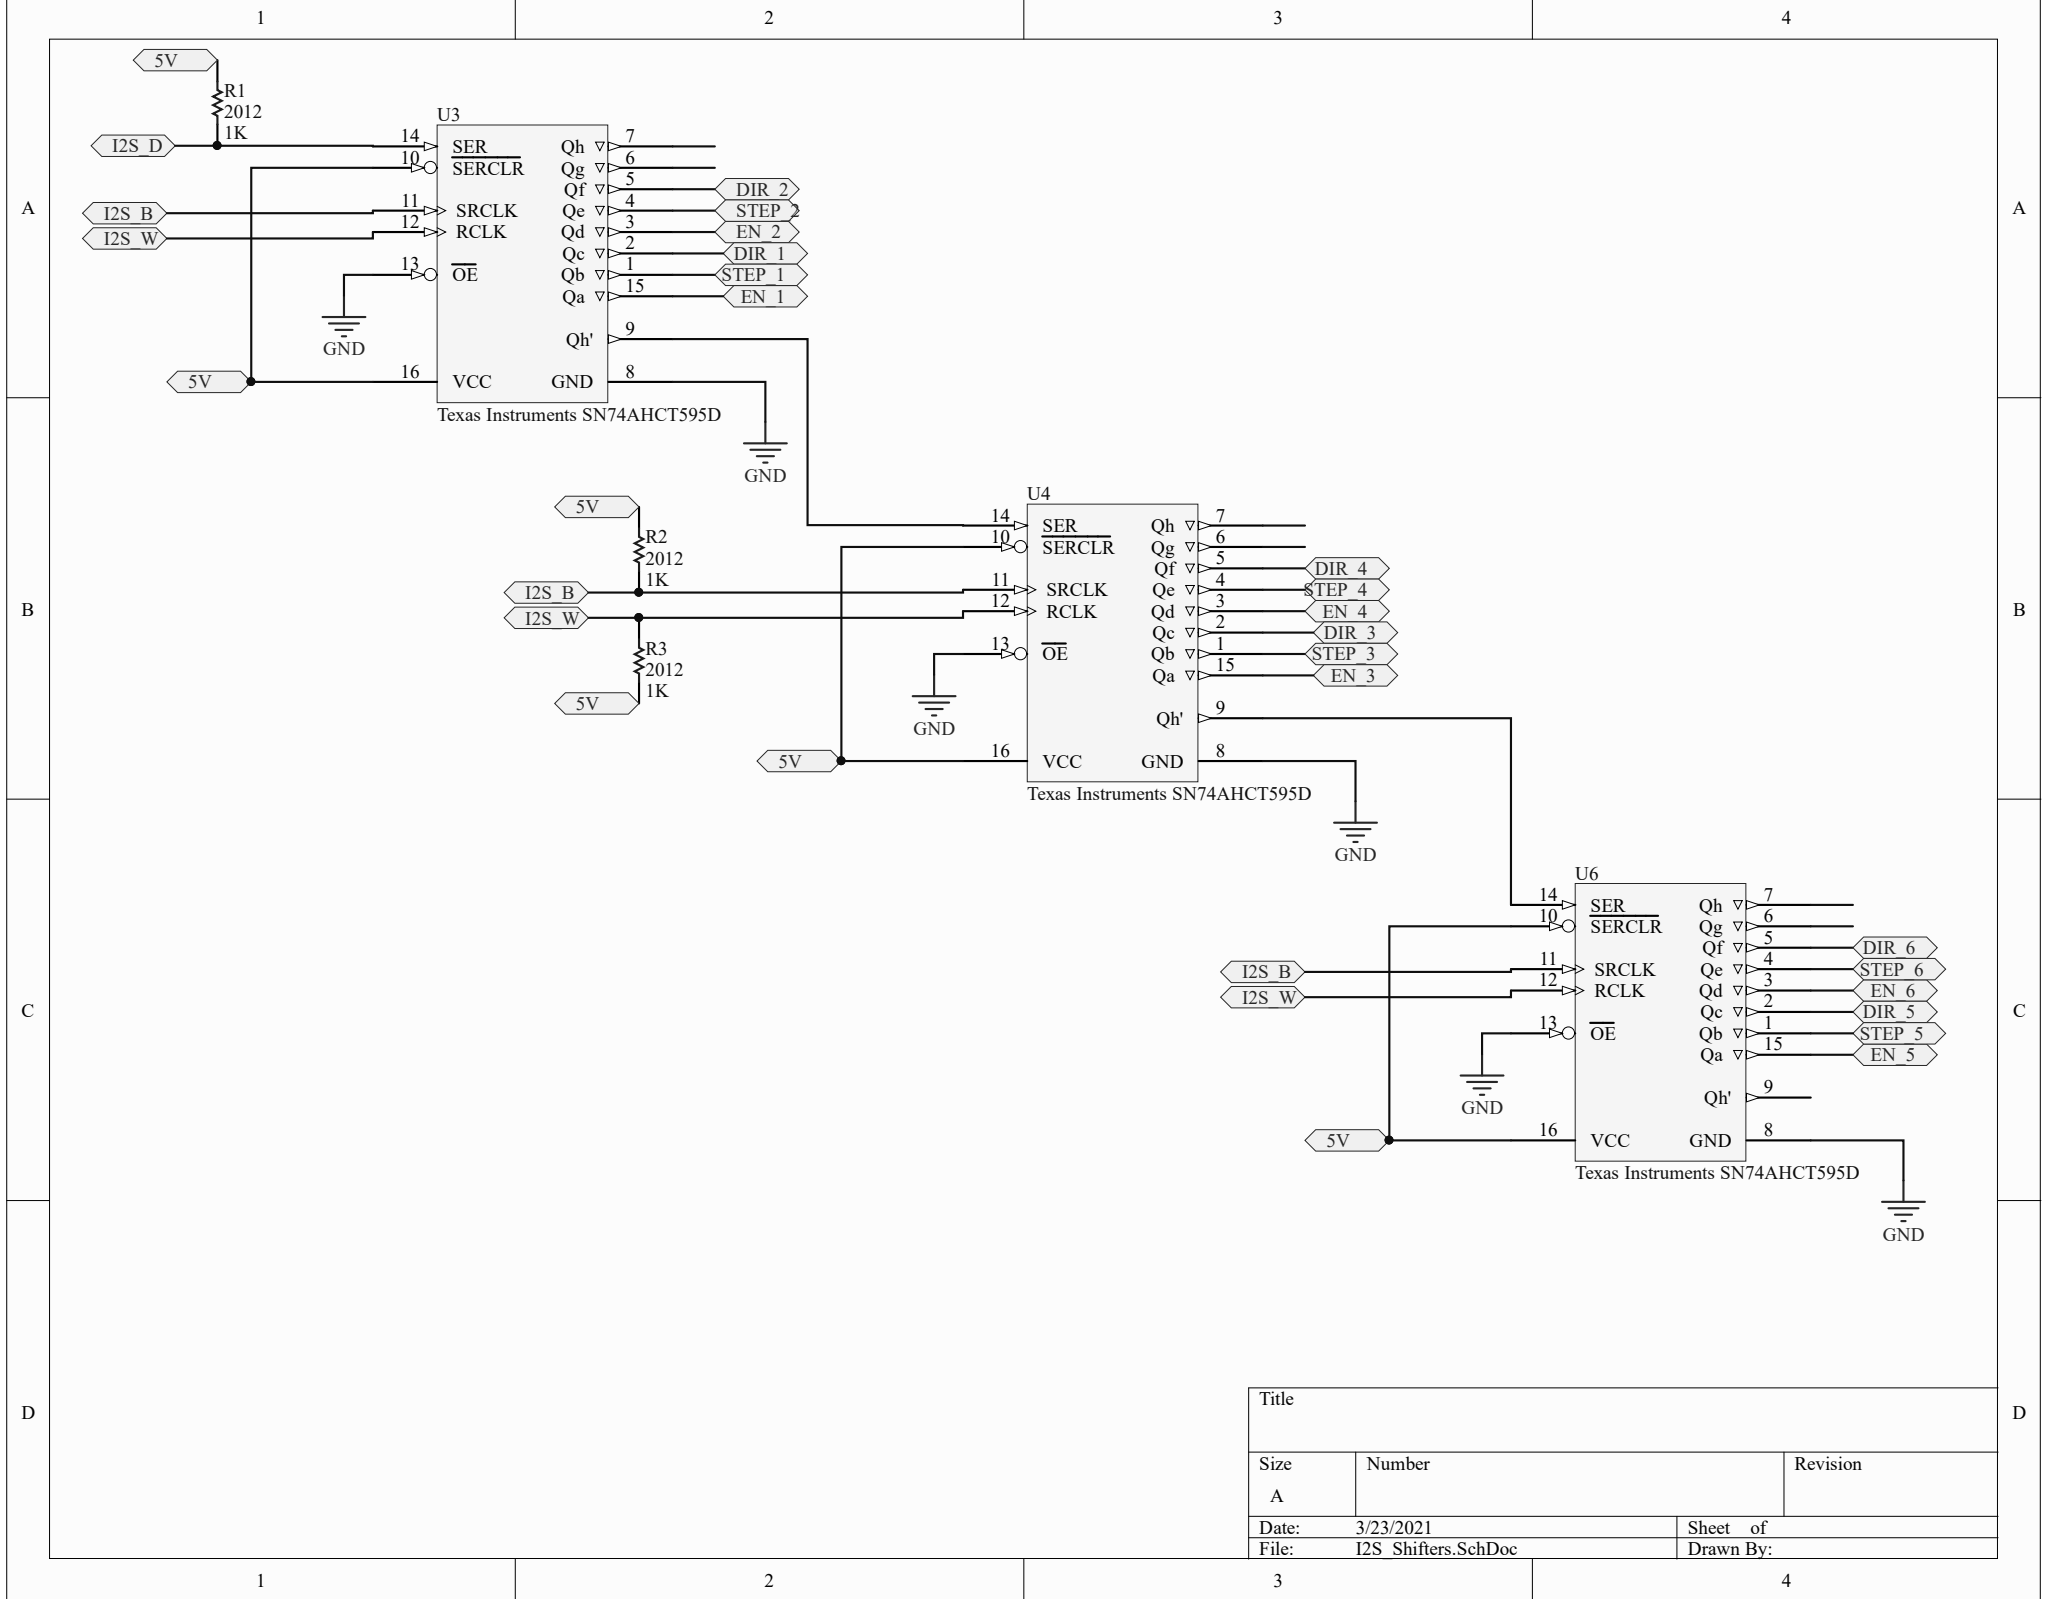 1 2 3 4
5V
R1
2012
1K
I2S_D
A
I2S_B
I2S_W
GND
5V
U3
14 SER Qh 7
10 SERCLR Qg 6
Qf 5 DIR_2
11 SRCLK Qe 4 STEP_2
12 RCLK Qd 3 EN_2
Qc 2 DIR_1
13 OE Qb 1 STEP_1
Qa 15 EN_1
Qh' 9
16 VCC GND 8
Texas Instruments SN74AHCT595D
GND
A
5V
R2
2012
1K
B
I2S_B
I2S_W
R3
2012
1K
5V
GND
5V
U4
14 SER Qh 7
10 SERCLR Qg 6
Qf 5 DIR_4
11 SRCLK Qe 4 STEP_4
12 RCLK Qd 3 EN_4
Qc 2 DIR_3
13 OE Qb 1 STEP_3
Qa 15 EN_3
Qh' 9
16 VCC GND 8
Texas Instruments SN74AHCT595D
GND
B
C
I2S_B
I2S_W
GND
5V
U6
14 SER Qh 7
10 SERCLR Qg 6
Qf 5 DIR_6
11 SRCLK Qe 4 STEP_6
12 RCLK Qd 3 EN_6
Qc 2 DIR_5
13 OE Qb 1 STEP_5
Qa 15 EN_5
Qh' 9
16 VCC GND 8
Texas Instruments SN74AHCT595D
GND
C
D
D
Title
Size Number Revision
A
Date: 3/23/2021 Sheet of
File: I2S_Shifters.SchDoc Drawn By:
1 2 3 4